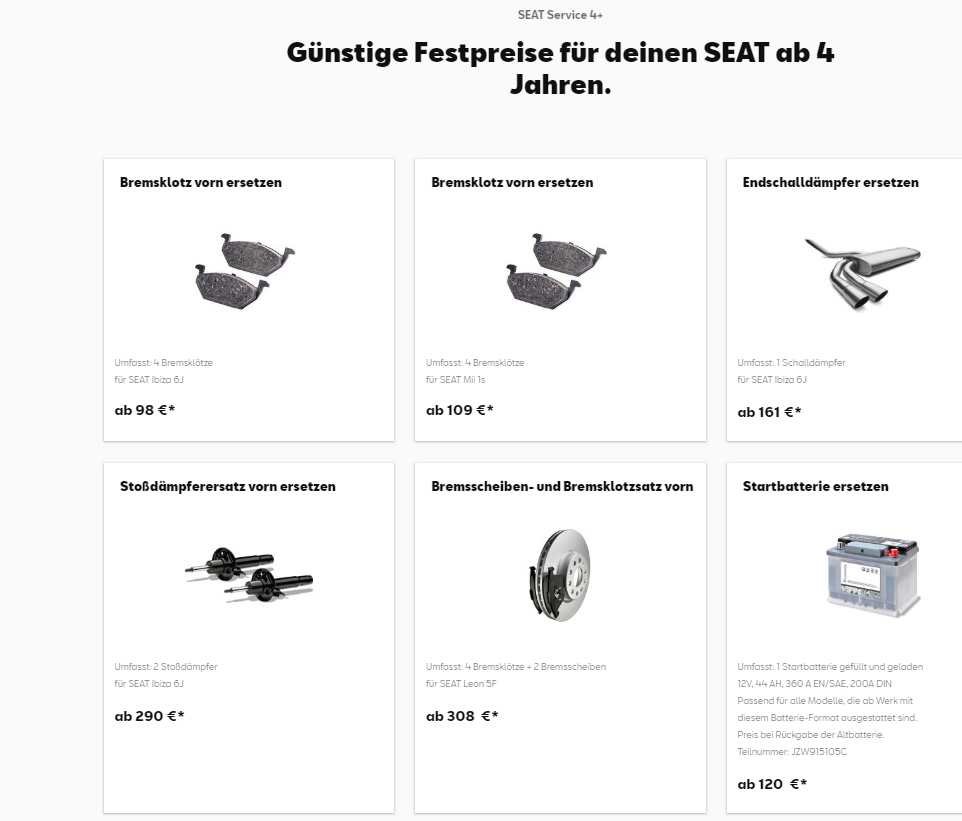 SEAT Service 4+
Günstige Festpreise für deinen SEAT ab 4
Jahren.
Bremsklotz vorn ersetzen
Umfasst: 4 Bremsklötze
für SEAT Ibiza 6J
ab 98 €*
Bremsklotz vorn ersetzen
Umfasst: 4 Bremsklötze
für SEAT Mii 1s
ab 109 €*
Endschalldämpfer ersetzen
Umfasst: 1 Schalldämpfer
für SEAT Ibiza 6J
ab 161 €*
Stoßdämpferersatz vorn ersetzen
Umfasst: 2 Stoßdämpfer
für SEAT Ibiza 6J
ab 290 €*
Bremsscheiben- und Bremsklotzsatz vorn
Umfasst: 4 Bremsklötze + 2 Bremsscheiben
für SEAT Leon 5F
ab 308 €*
Startbatterie ersetzen
Umfasst: 1 Startbatterie gefüllt und geladen
12V, 44 AH, 360 A EN/SAE, 200A DIN
Passend für alle Modelle, die ab Werk mit
diesem Batterie-Format ausgestattet sind.
Preis bei Rückgabe der Altbatterie.
Teilnummer: JZW915105C
ab 120 €*